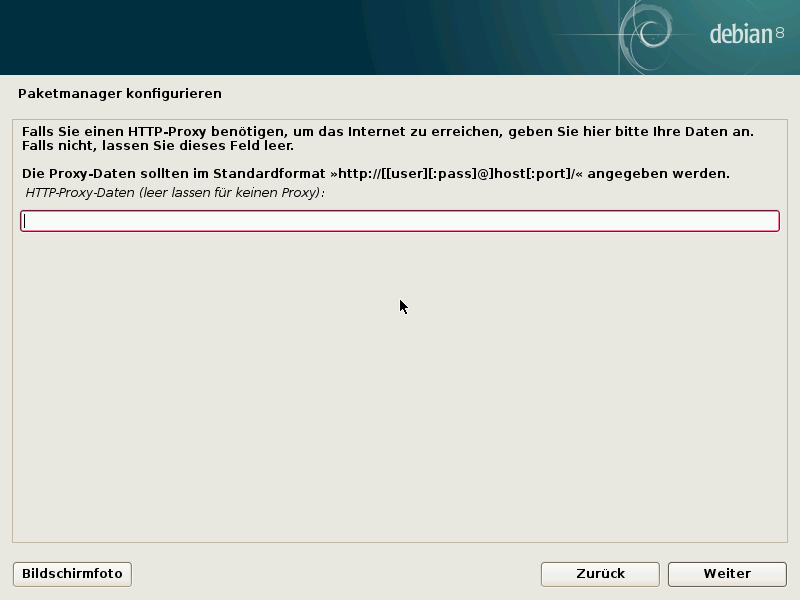 debian 8
Paketmanager konfigurieren
Falls Sie einen HTTP-Proxy benötigen, um das Internet zu erreichen, geben Sie hier bitte Ihre Daten an.
Falls nicht, lassen Sie dieses Feld leer.
Die Proxy-Daten sollten im Standardformat »http://[[user][:pass]@]host[:port]/« angegeben werden.
HTTP-Proxy-Daten (leer lassen für keinen Proxy):
Bildschirmfoto Zurück Weiter